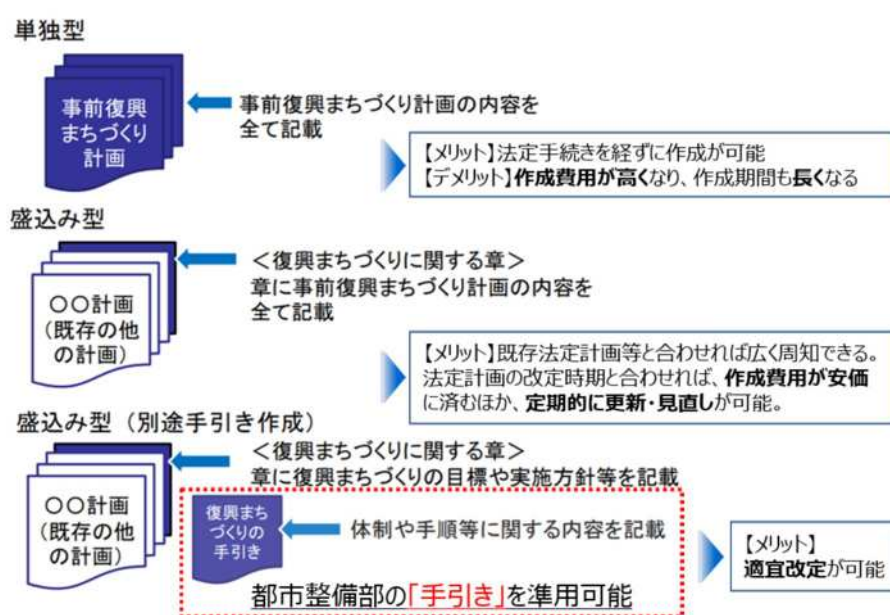 単独型
事前復興
まちづくり
計画
事前復興まちづくり計画の内容を
全て記載
【メリット】法定手続きを経ずに作成が可能
【デメリット】作成費用が高くなり、作成期間も長くなる
盛込み型
〇〇計画
(既存の他
の計画)
＜復興まちづくりに関する章＞
章に事前復興まちづくり計画の内容を
全て記載
【メリット】既存法定計画等と合わせれば広く周知できる。
法定計画の改定時期と合わせれば、作成費用が安価
に済むほか、定期的に更新・見直しが可能。
盛込み型（別途手引き作成）
〇〇計画
(既存の他
の計画)
＜復興まちづくりに関する章＞
章に復興まちづくりの目標や実施方針等を記載
復興まち
づくりの
手引き
体制や手順等に関する内容を記載
都市整備部の「手引き」を準用可能
【メリット】
適宜改定が可能